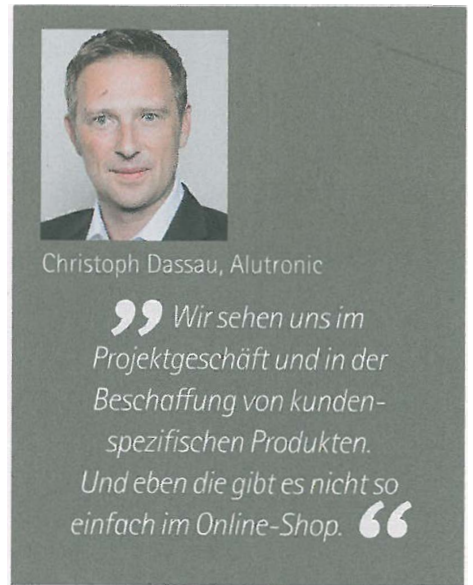 Christoph Dassau, Alutronic
„ Wir sehen uns im
Projektgeschäft und in der
Beschaffung von kunden-
spezifischen Produkten.
Und eben die gibt es nicht so
einfach im Online-Shop. “